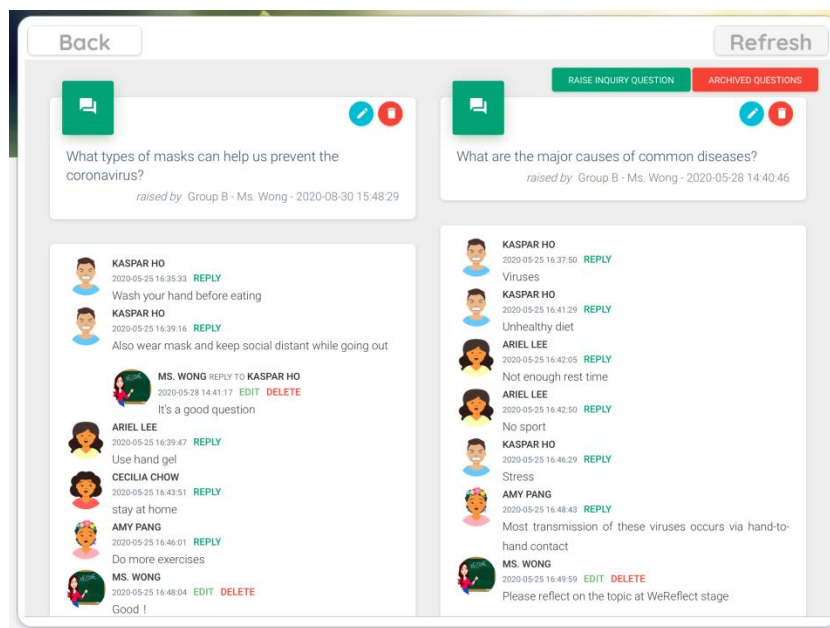 Back
Refresh
RAISE INQUIRY QUESTION
ARCHIVED QUESTIONS
What types of masks can help us prevent the
coronavirus?
raised by Group B - Ms. Wong - 2020-08-30 15:48:29
KASPAR HO
2020-05-25 16:35:33 REPLY
Wash your hand before eating
KASPAR HO
2020-05-25 16:39:16 REPLY
Also wear mask and keep social distant while going out
MS. WONG REPLY TO KASPAR HO
2020-05-28 14:41:17 EDIT DELETE
It's a good question
ARIEL LEE
2020-05-25 16:39:47 REPLY
Use hand gel
CECILIA CHOW
2020-05-25 16:43:51 REPLY
stay at home
AMY PANG
2020-05-25 16:46:01 REPLY
Do more exercises
MS. WONG
2020-05-25 16:48:04 EDIT DELETE
Good !
What are the major causes of common diseases?
raised by Group B - Ms. Wong - 2020-05-28 14:40:46
KASPAR HO
2020-05-25 16:37:50 REPLY
Viruses
KASPAR HO
2020-05-25 16:41:29 REPLY
Unhealthy diet
ARIEL LEE
2020-05-25 16:42:05 REPLY
Not enough rest time
ARIEL LEE
2020-05-25 16:42:50 REPLY
No sport
KASPAR HO
2020-05-25 16:46:29 REPLY
Stress
AMY PANG
2020-05-25 16:48:43 REPLY
Most transmission of these viruses occurs via hand-to-
hand contact
MS. WONG
2020-05-25 16:49:59 EDIT DELETE
Please reflect on the topic at WeReflect stage